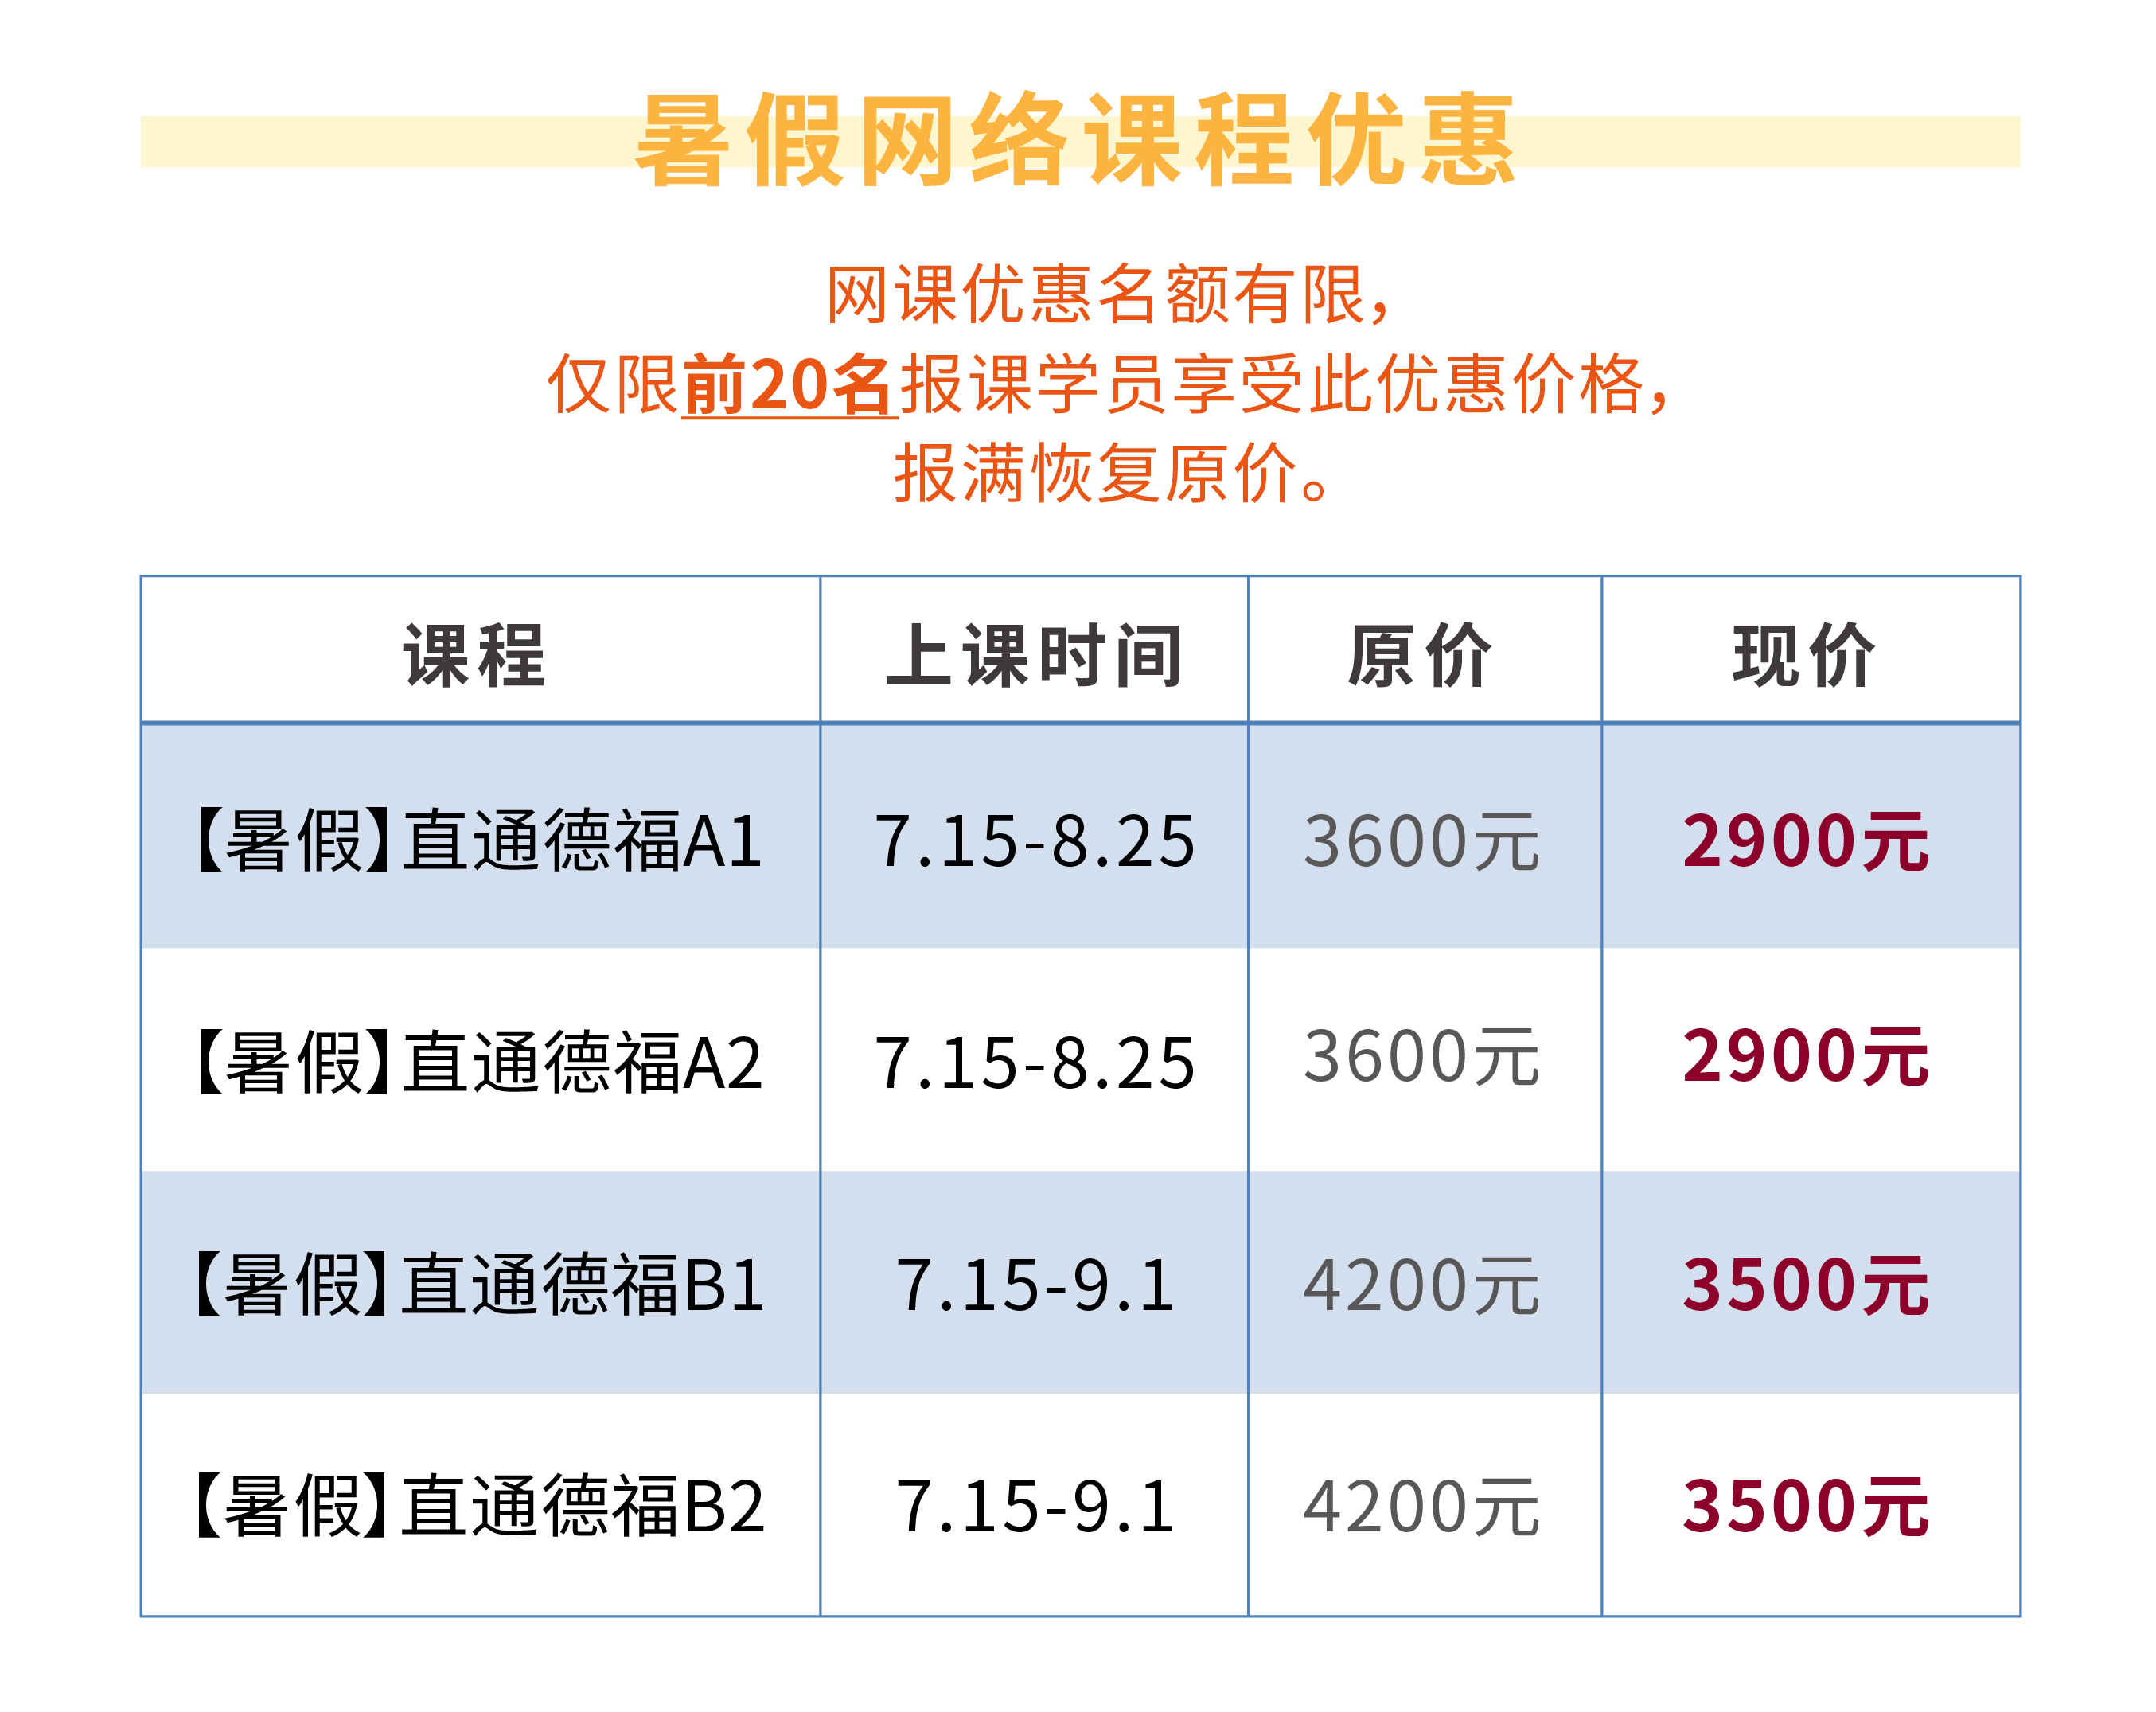 暑假网络课程优惠
网课优惠名额有限，
仅限前20名报课学员享受此优惠价格，
报满恢复原价。
课程 上课时间 原价 现价
【暑假】直通德福A1 7.15-8.25 3600元 2900元
【暑假】直通德福A2 7.15-8.25 3600元 2900元
【暑假】直通德福B1 7.15-9.1 4200元 3500元
【暑假】直通德福B2 7.15-9.1 4200元 3500元